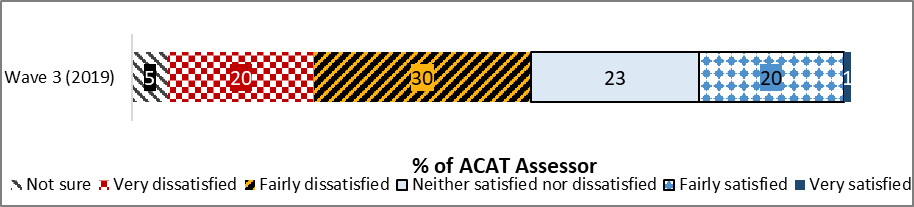 Wave 3 (2019) 5 20 30 23 20 1
% of ACAT Assessor
Not sure Very dissatisfied Fairly dissatisfied Neither satisfied nor dissatisfied Fairly satisfied Very satisfied